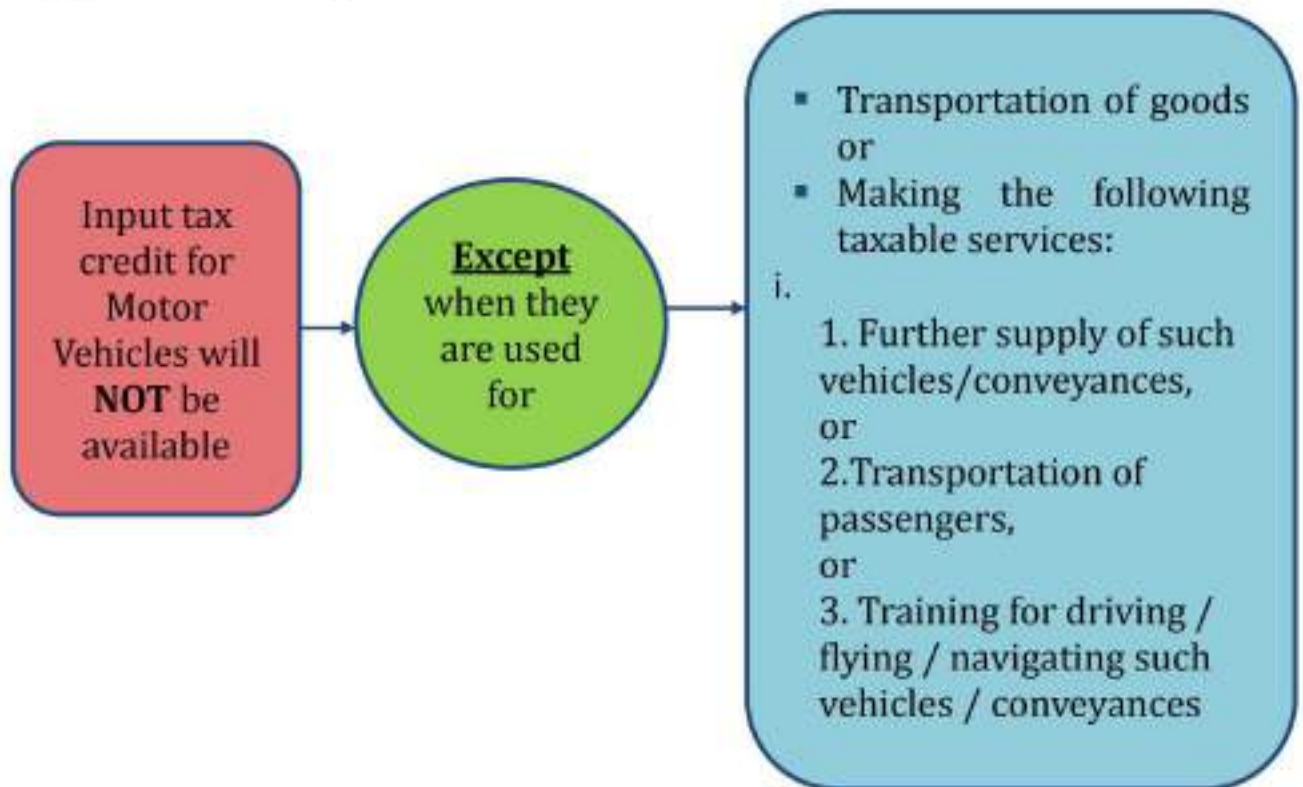 Input tax
credit for
Motor
Vehicles will
NOT be
available
Except
when they
are used
for
▪ Transportation of goods
or
▪ Making the following
taxable services:
i.
1. Further supply of such
vehicles/conveyances,
or
2.Transportation of
passengers,
or
3. Training for driving /
flying / navigating such
vehicles / conveyances